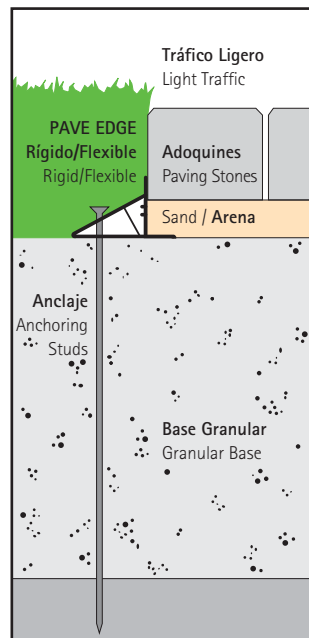 Tráfico Ligero
Light Traffic
PAVE EDGE
Rígido/Flexible
Rigid/Flexible
Adoquines
Paving Stones
Sand / Arena
Anclaje
Anchoring
Studs
Base Granular
Granular Base